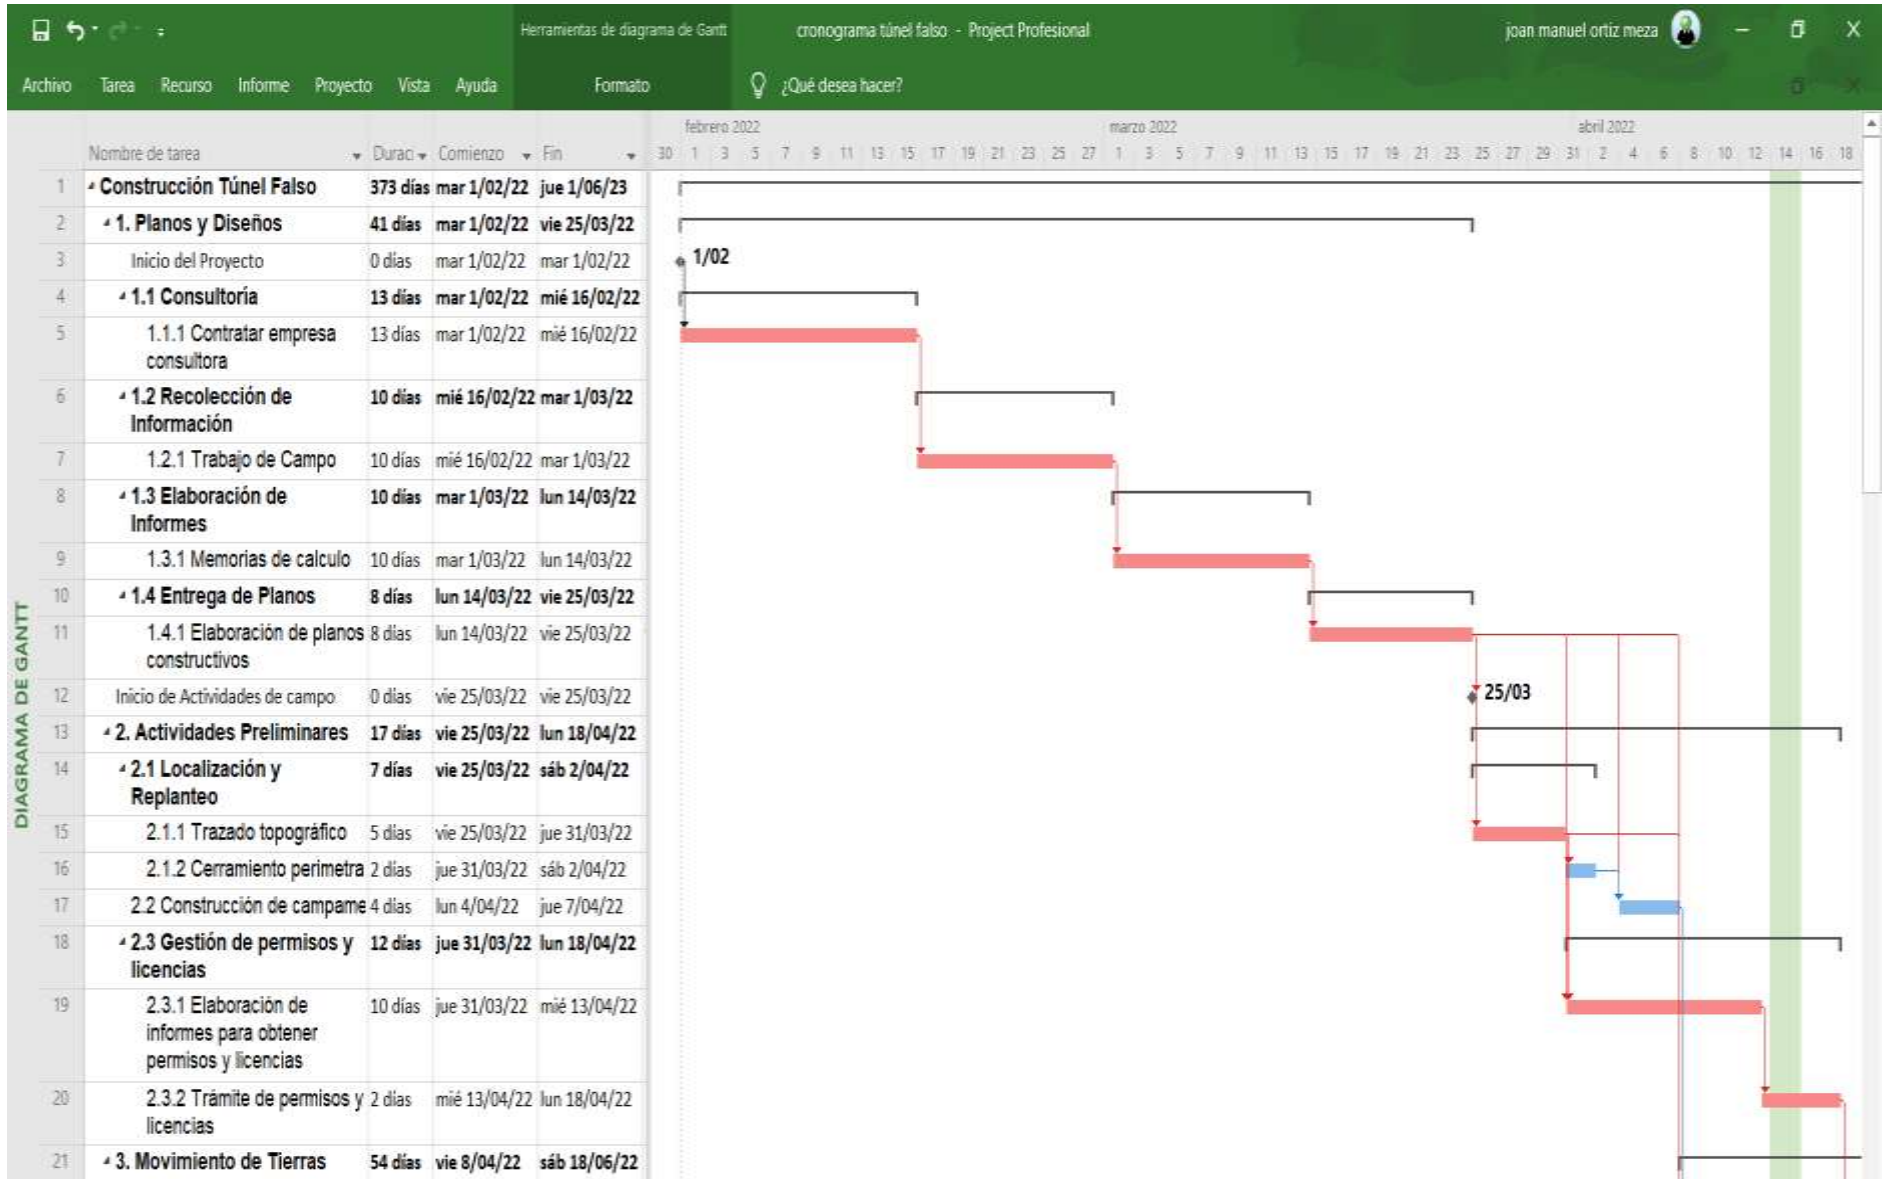 Herramientas de diagrama de Gantt
cronograma túnel falso - Project Profesional
joan manuel ortiz meza
Archivo Tarea Recurso Informe Proyecto Vista Ayuda Formato ¿Qué desea hacer?
febrero 2022 marzo 2022 abril 2022
Nombre de tarea Duraci Comienzo Fin 30 1 3 5 7 9 11 13 15 17 19 21 23 25 27 1 3 5 7 9 11 13 15 17 19 21 23 25 27 29 31 2 4 6 8 10 12 14 16 18
1 Construcción Túnel Falso 373 días mar 1/02/22 jue 1/06/23
2 1. Planos y Diseños 41 días mar 1/02/22 vie 25/03/22
3 Inicio del Proyecto 0 días mar 1/02/22 mar 1/02/22 1/02
4 1.1 Consultoría 13 días mar 1/02/22 mié 16/02/22
5 1.1.1 Contratar empresa 13 días mar 1/02/22 mié 16/02/22
consultora
6 1.2 Recolección de 10 días mié 16/02/22 mar 1/03/22
Información
7 1.2.1 Trabajo de Campo 10 días mié 16/02/22 mar 1/03/22
8 1.3 Elaboración de 10 días mar 1/03/22 lun 14/03/22
Informes
9 1.3.1 Memorias de calculo 10 días mar 1/03/22 lun 14/03/22
10 1.4 Entrega de Planos 8 días lun 14/03/22 vie 25/03/22
11 1.4.1 Elaboración de planos 8 días lun 14/03/22 vie 25/03/22
constructivos
12 Inicio de Actividades de campo 0 días vie 25/03/22 vie 25/03/22 25/03
13 2. Actividades Preliminares 17 días vie 25/03/22 lun 18/04/22
14 2.1 Localización y 7 días vie 25/03/22 sáb 2/04/22
Replanteo
15 2.1.1 Trazado topográfico 5 días vie 25/03/22 jue 31/03/22
16 2.1.2 Cerramiento perimetra 2 días jue 31/03/22 sáb 2/04/22
17 2.2 Construcción de campame 4 días lun 4/04/22 jue 7/04/22
18 2.3 Gestión de permisos y 12 días jue 31/03/22 lun 18/04/22
licencias
19 2.3.1 Elaboración de 10 días jue 31/03/22 mié 13/04/22
informes para obtener
permisos y licencias
20 2.3.2 Trámite de permisos y 2 días mié 13/04/22 lun 18/04/22
licencias
21 3. Movimiento de Tierras 54 días vie 8/04/22 sáb 18/06/22
DIAGRAMA DE GANTT